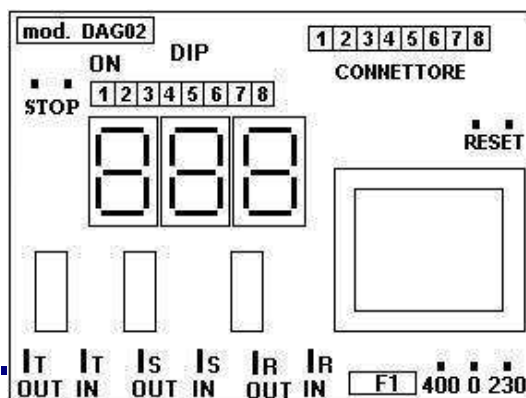 mod. DAG02
ON DIP
1 2 3 4 5 6 7 8
CONNETTORE
STOP
1 2 3 4 5 6 7 8
RESET
888
IT IT IS IS IR IR
OUT IN OUT IN OUT IN
F1 400 0 230